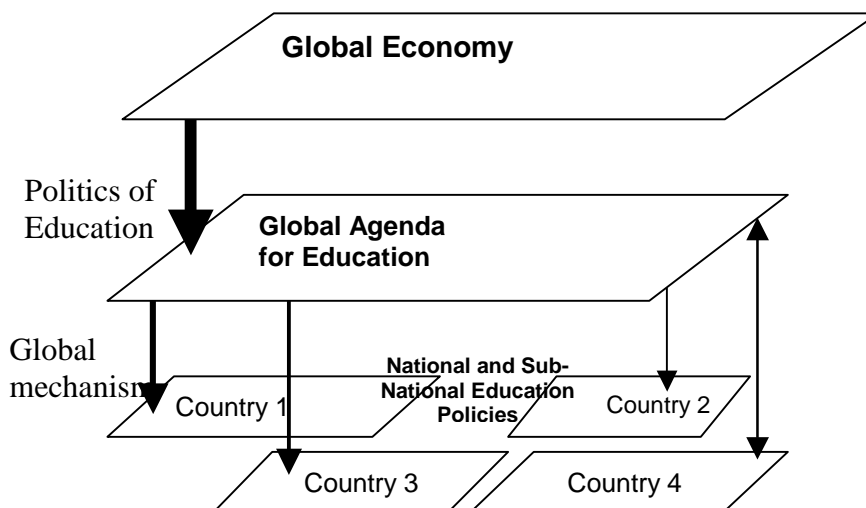 Global Economy
Politics of
Education
Global Agenda
for Education
Global
mechanism
National and Sub-
National Education
Policies
Country 1
Country 2
Country 3
Country 4